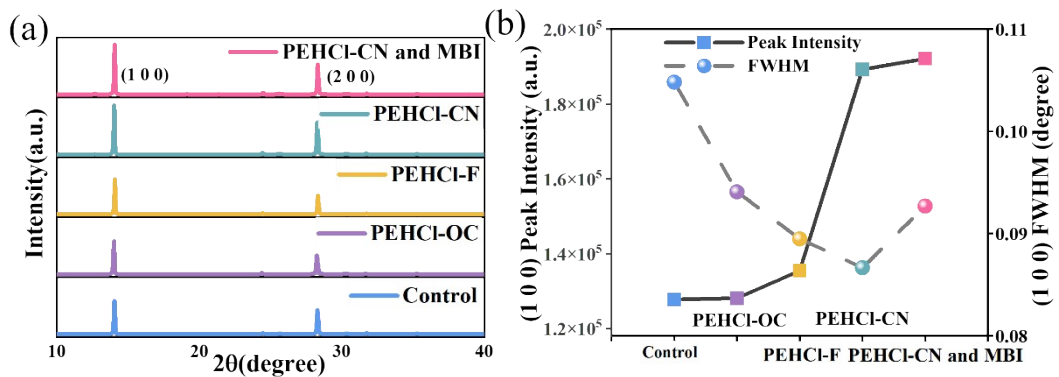 (a)
Intensity(a.u.)
PEHCl-CN and MBI
(1 0 0)
(2 0 0)
PEHCl-CN
PEHCl-F
PEHCl-OC
Control
10
20
30
40
2θ(degree)
(b)
(1 0 0) Peak Intensity (a.u.)
2.0×10⁵
1.8×10⁵
1.6×10⁵
1.4×10⁵
1.2×10⁵
Peak Intensity
FWHM
0.11
0.10
0.09
0.08
(1 0 0) FWHM (degree)
PEHCl-OC
PEHCl-CN
Control
PEHCl-F
PEHCl-CN and MBI